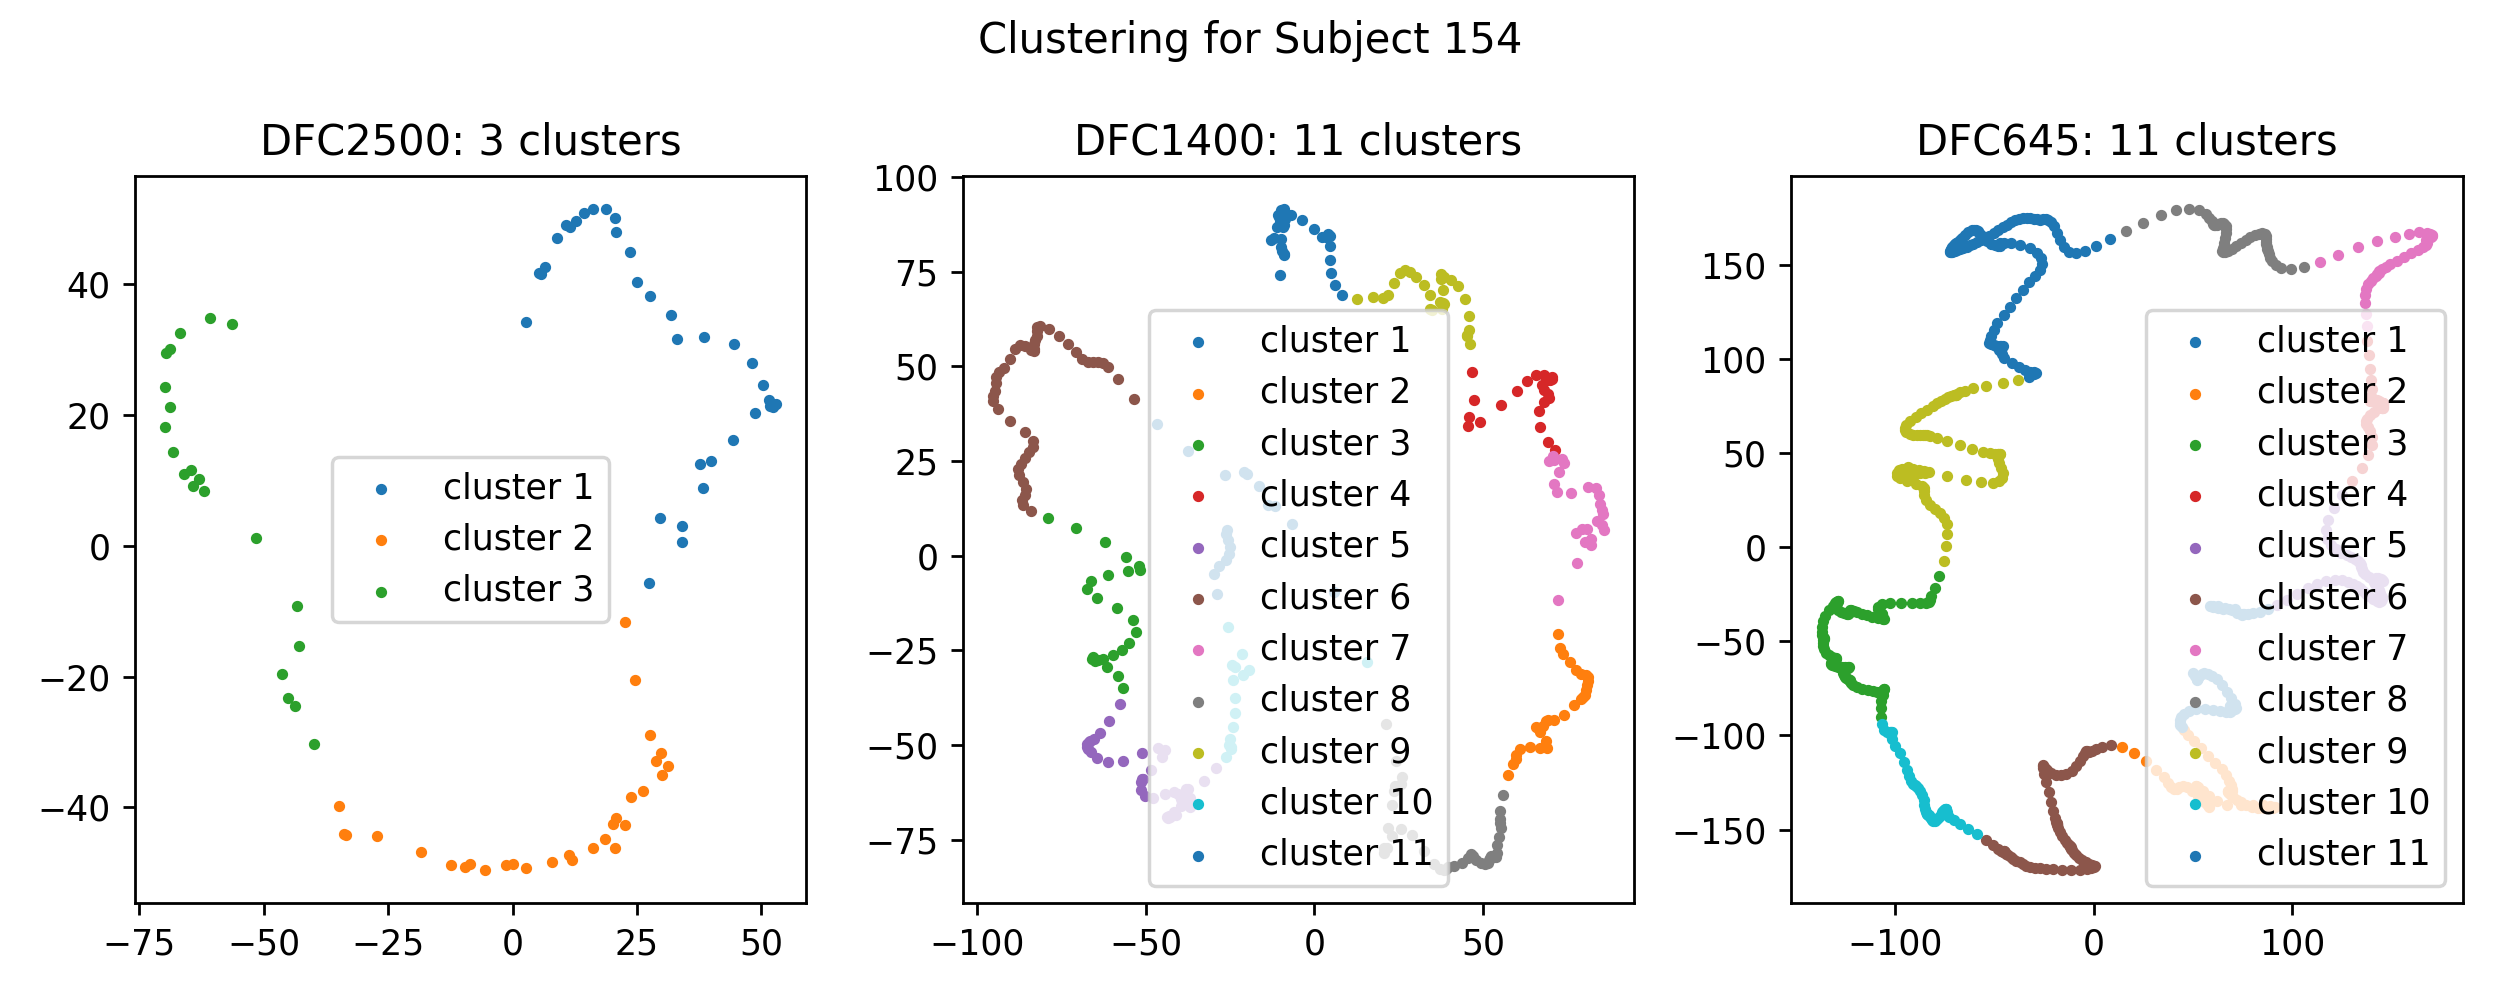 Clustering for Subject 154
DFC2500: 3 clusters
40
20
0
−20
−40
−75
−50
−25
0
25
50
cluster 1
cluster 2
cluster 3
DFC1400: 11 clusters
100
75
50
25
0
−25
−50
−75
−100
−50
0
50
cluster 1
cluster 2
cluster 3
cluster 4
cluster 5
cluster 6
cluster 7
cluster 8
cluster 9
cluster 10
cluster 11
DFC645: 11 clusters
150
100
50
0
−50
−100
−150
−100
0
100
cluster 1
cluster 2
cluster 3
cluster 4
cluster 5
cluster 6
cluster 7
cluster 8
cluster 9
cluster 10
cluster 11